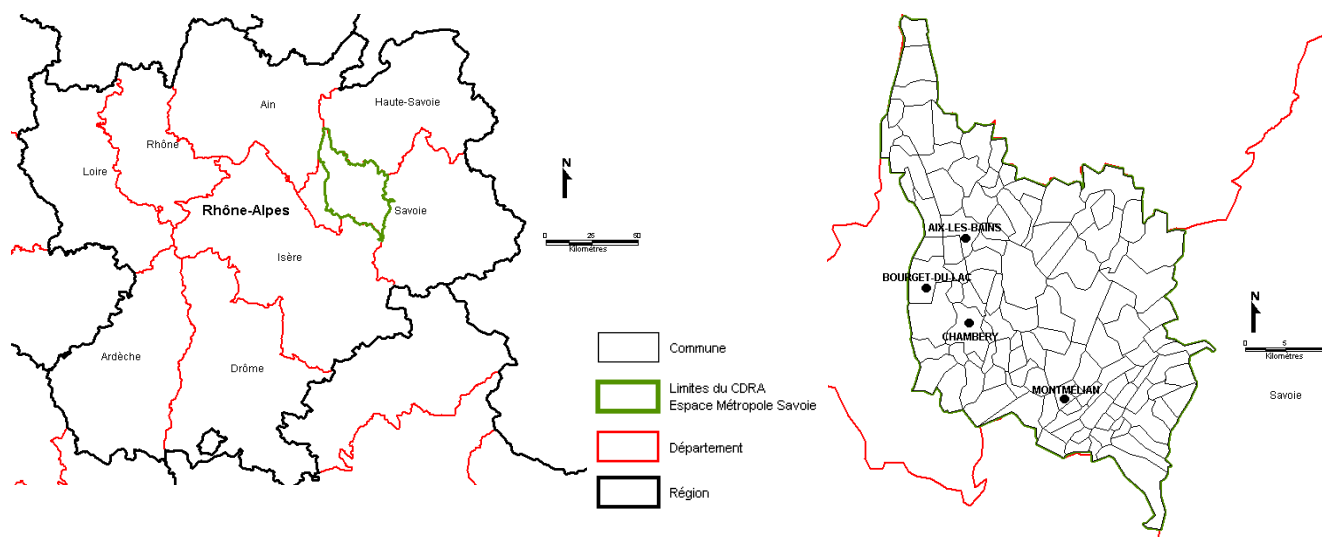 Ain
Haute-Savoie
Rhône
Loire
Rhône-Alpes
Savoie
Isère
Ardèche
Drôme
N
0 25 50
Kilomètres
Commune
Limites du CDRA
Espace Métropole Savoie
Département
Région
AIX-LES-BAINS
BOURGET-DU-LAC
CHAMBERY
MONTMELIAN
N
0 5
Kilomètres
Savoie